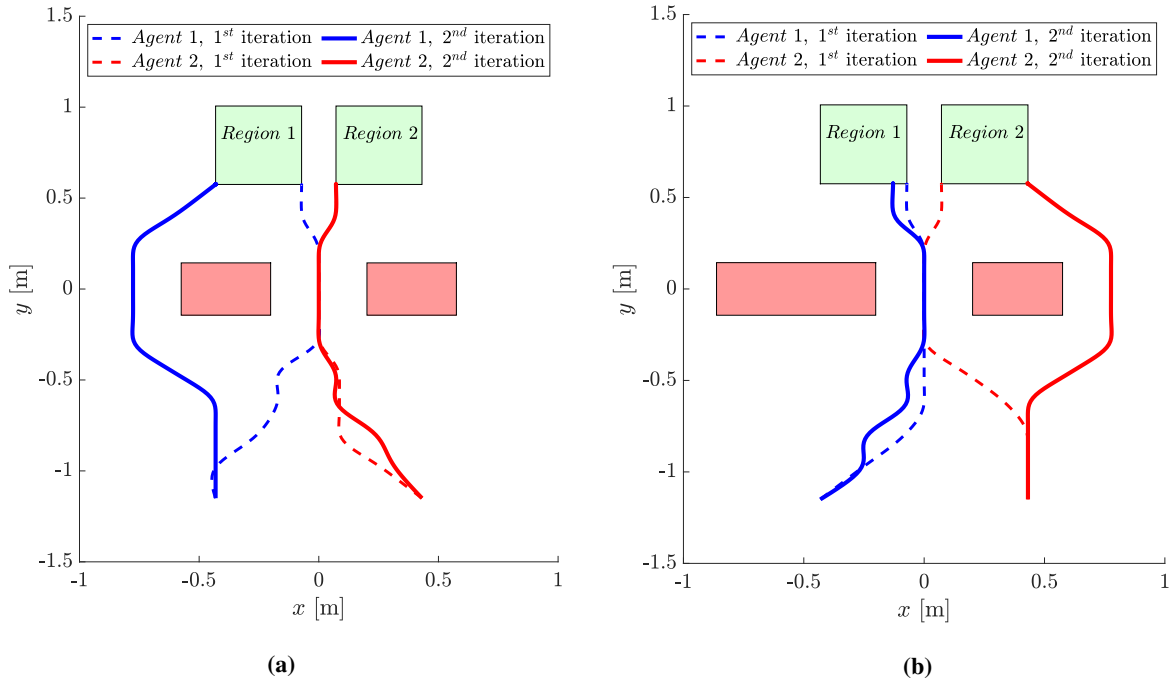 Agent 1, 1st iteration Agent 1, 2nd iteration
Agent 2, 1st iteration Agent 2, 2nd iteration
1.5
1
0.5
0
-0.5
-1
-1.5
y [m]
Region 1 Region 2
-1 -0.5 0 0.5 1
x [m]
(a)
Agent 1, 1st iteration Agent 1, 2nd iteration
Agent 2, 1st iteration Agent 2, 2nd iteration
1.5
1
0.5
0
-0.5
-1
-1.5
y [m]
Region 1 Region 2
-1 -0.5 0 0.5 1
x [m]
(b)